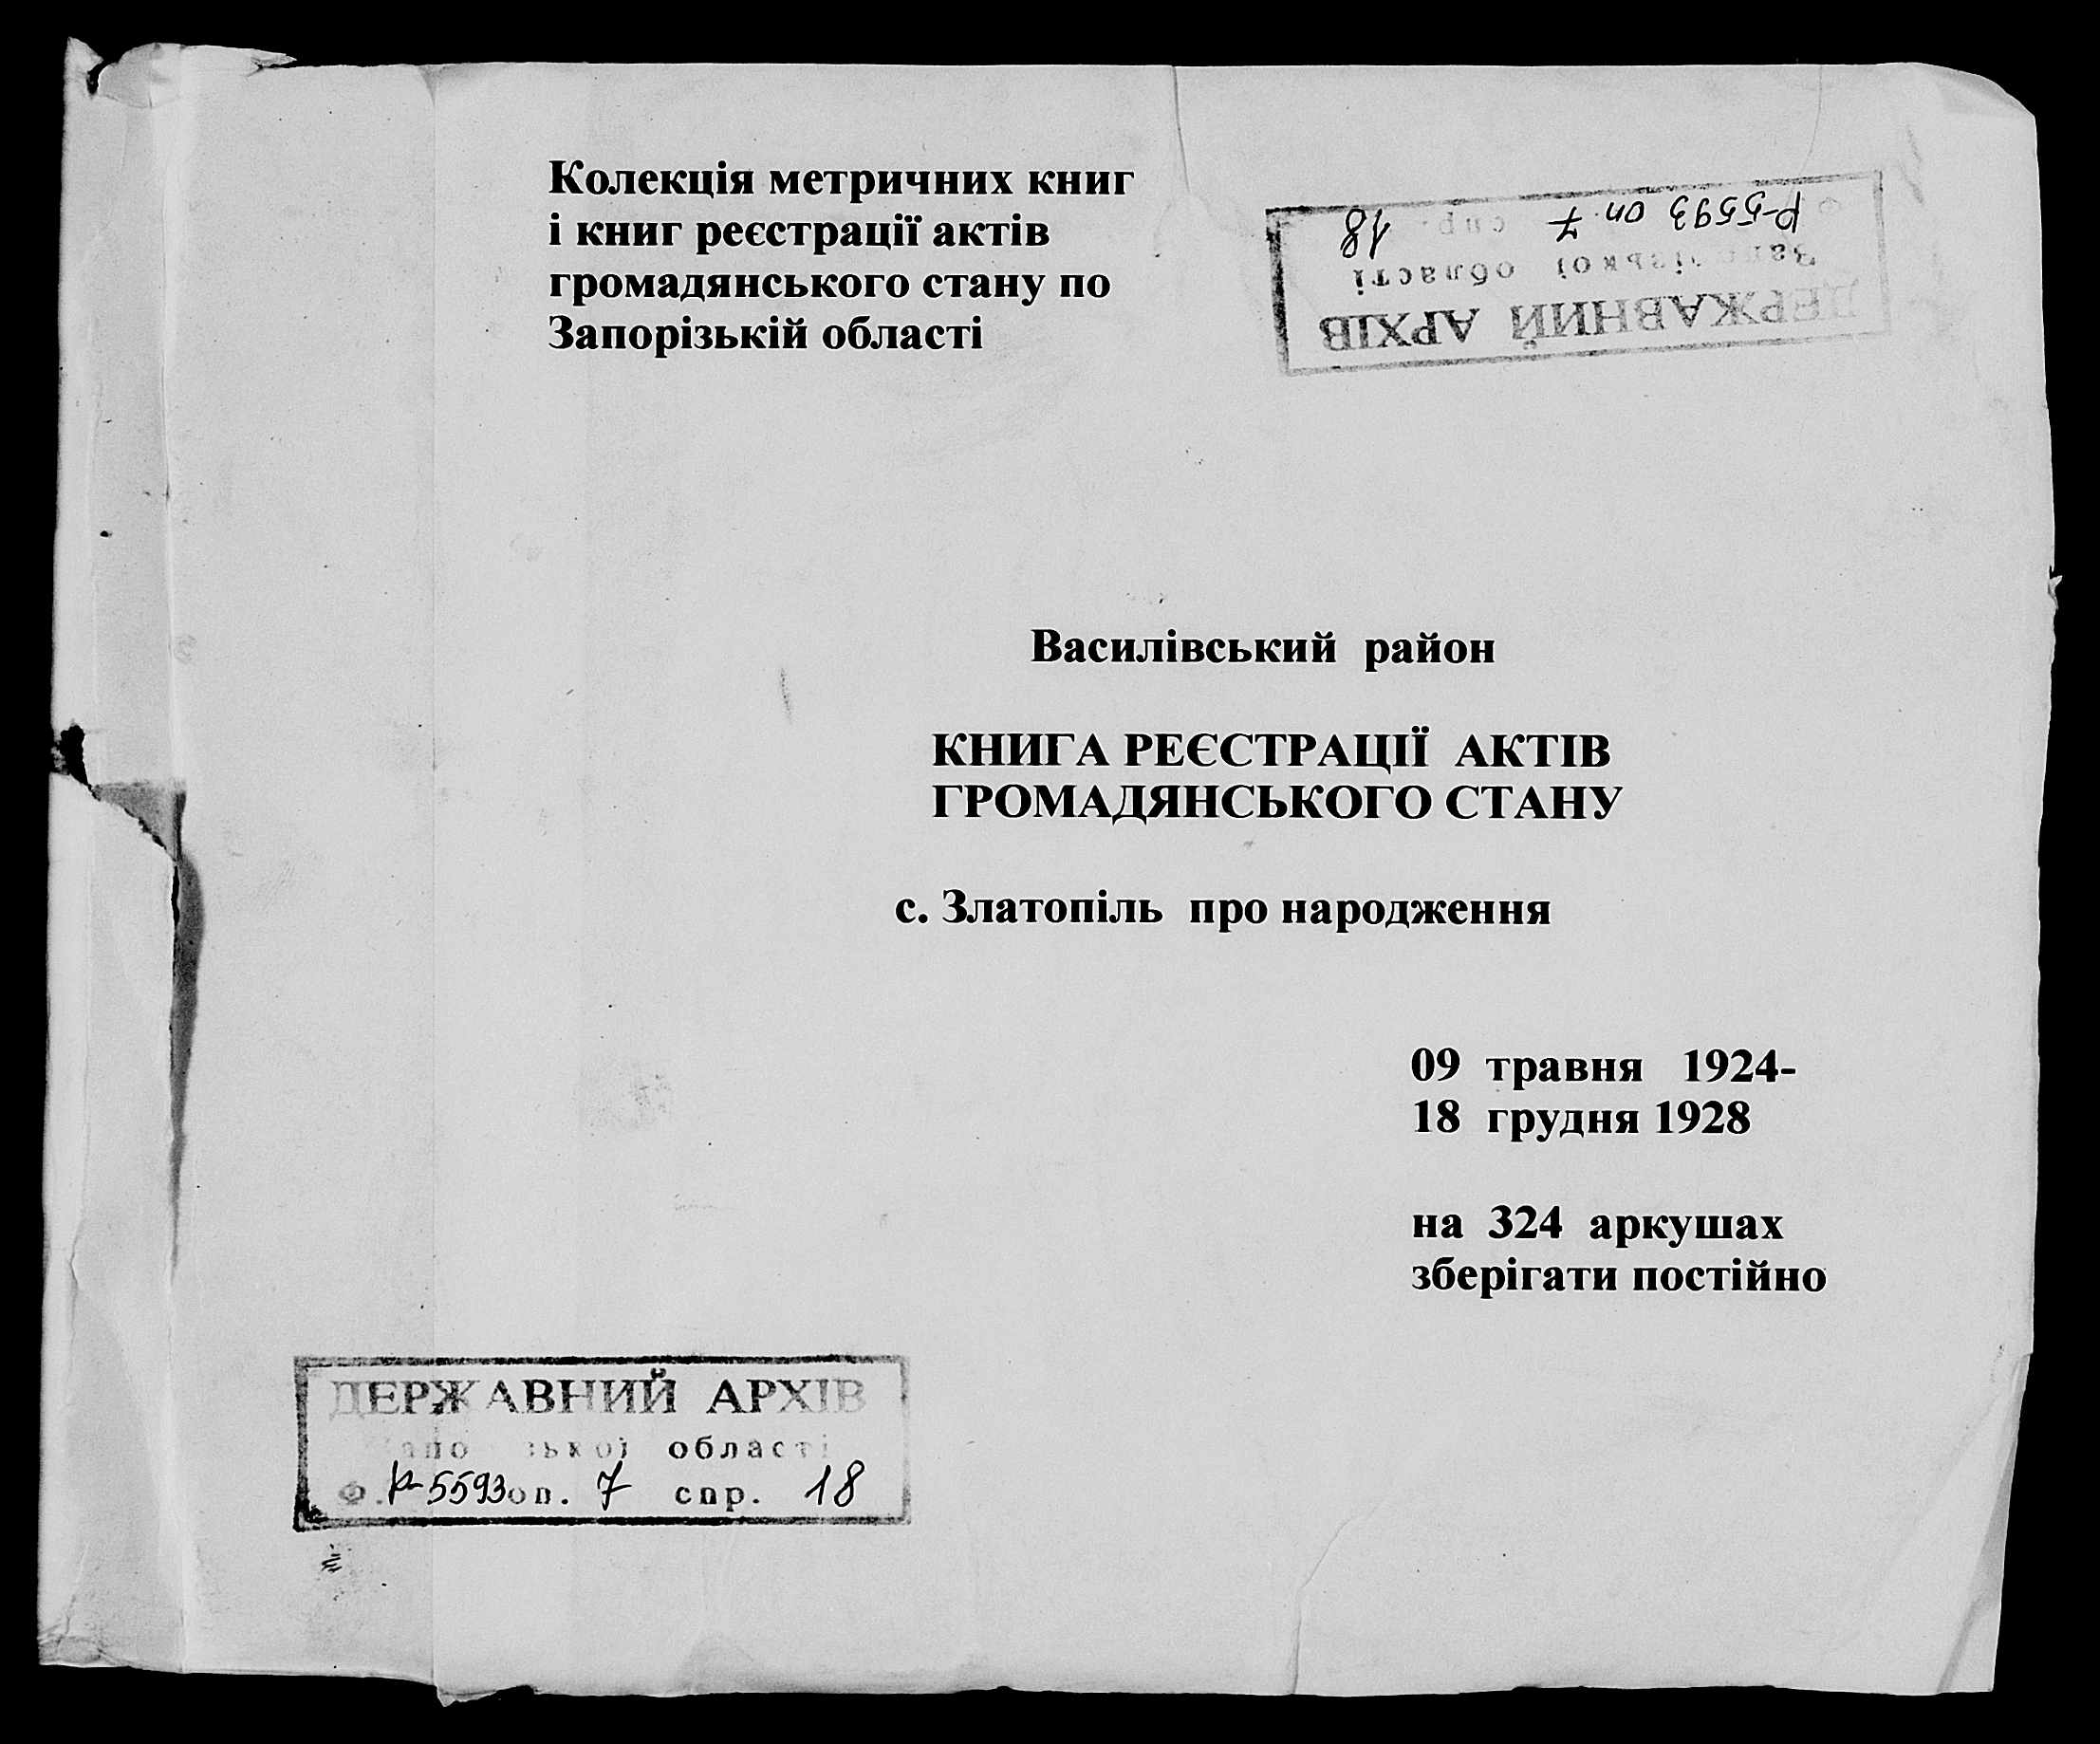 Колекція метричних книг
і книг реєстрації актів
громадянського стану по
Запорізькій області
ДЕРЖАВНИЙ АРХІВ
Запорізької області
Ф. р-5593 оп. 7 спр. 18
Василівський район
КНИГА РЕЄСТРАЦІЇ АКТІВ
ГРОМАДЯНСЬКОГО СТАНУ
с. Златопіль про народження
09 травня 1924-
18 грудня 1928
на 324 аркушах
зберігати постійно
ДЕРЖАВНИЙ АРХІВ
Запорізької області
Ф. р-5593 оп. 7 спр. 18